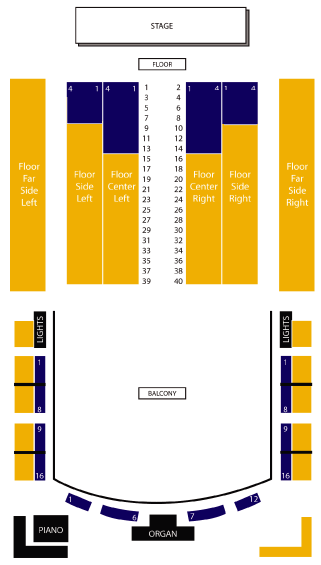 STAGE
FLOOR
4 1 4 1
1 4 1 4
1 2
3 4
5 6
7 8
9 10
11 12
13 14
15 16
17 18
19 20
21 22
23 24
25 26
27 28
29 30
31 32
33 34
35 36
37 38
39 40
Floor
Far
Side
Left
Floor
Side
Left
Floor
Center
Left
Floor
Center
Right
Floor
Side
Right
Floor
Far
Side
Right
LIGHTS
LIGHTS
1 1
8 8
BALCONY
9 9
16 16
1 6 7 12
PIANO
ORGAN